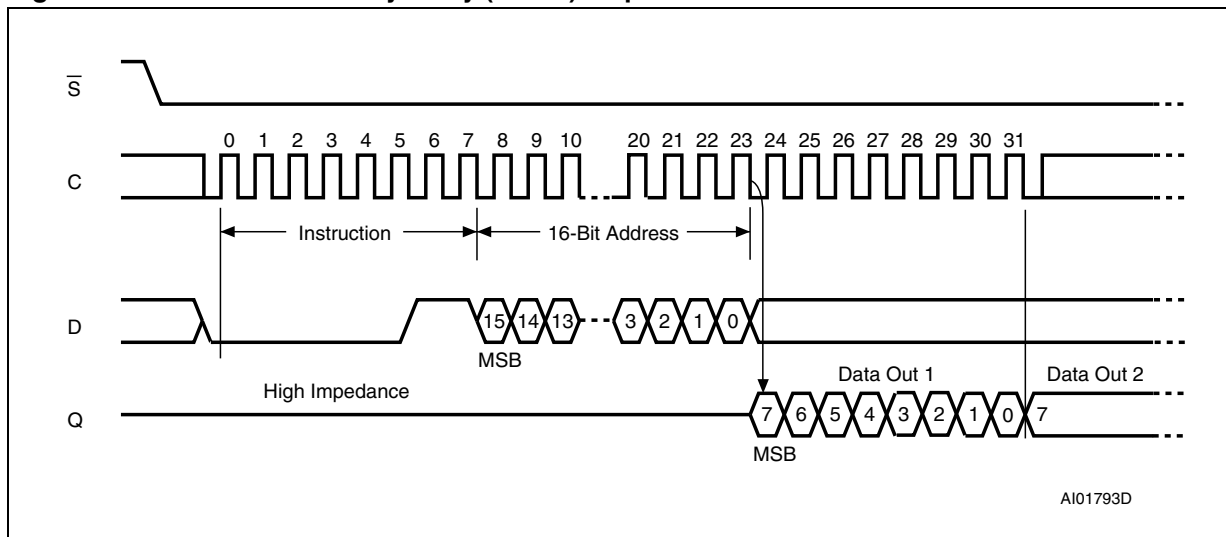 S
0 1 2 3 4 5 6 7 8 9 10 20 21 22 23 24 25 26 27 28 29 30 31
C
Instruction 16-Bit Address
D 15 14 13 3 2 1 0
MSB
High Impedance Data Out 1 Data Out 2
Q 7 6 5 4 3 2 1 0 7
MSB
AI01793D